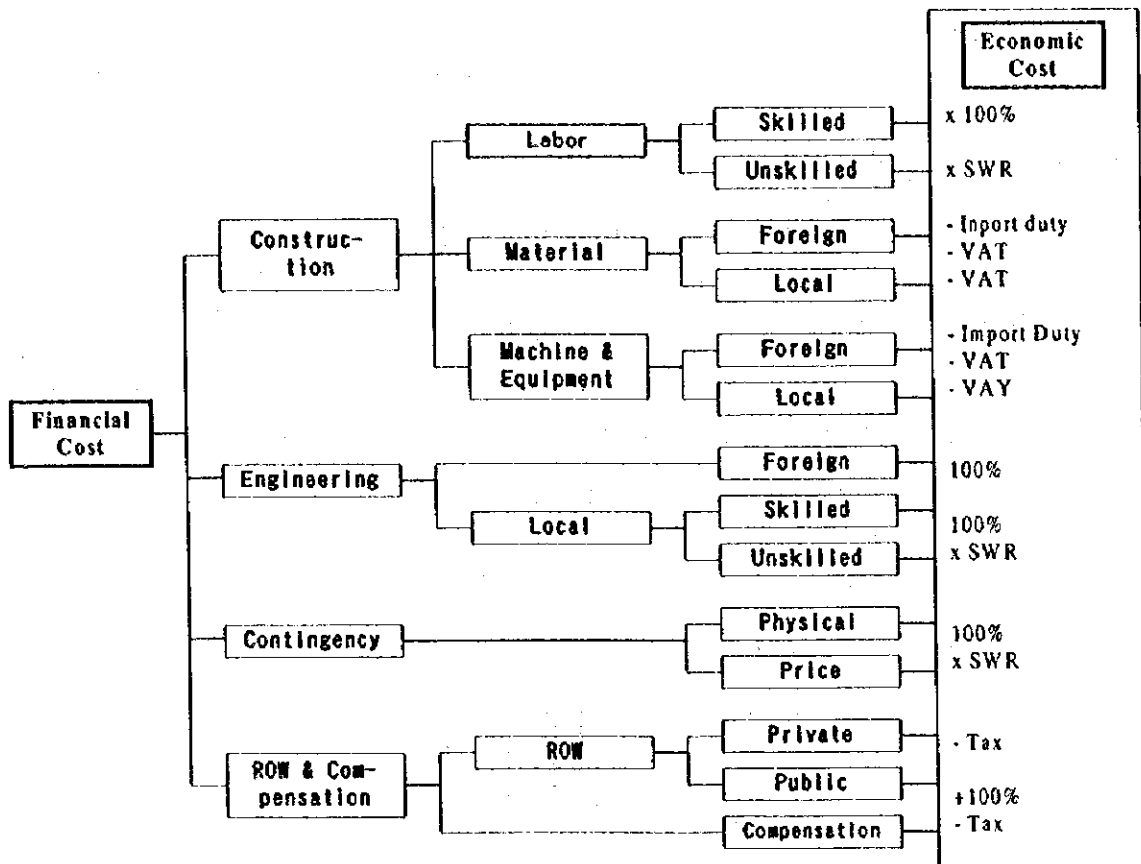 Economic
Cost
Skilled
x 100%
Labor
Unskilled
x SWR
Construc-
tion
Foreign
- Inport duty
Material
- VAT
Local
- VAT
Machine &
Equipment
Foreign
- Import Duty
- VAT
Local
- VAY
Financial
Cost
Engineering
Foreign
100%
Local
Skilled
100%
Unskilled
x SWR
Contingency
Physical
100%
Price
x SWR
ROW & Com-
pensation
ROW
Private
- Tax
Public
+100%
Compensation
- Tax